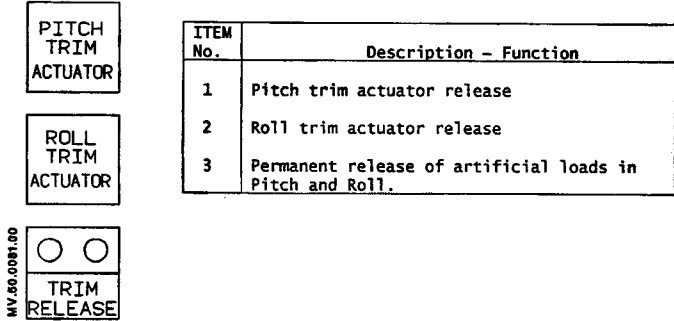 PITCH
TRIM
ACTUATOR
ROLL
TRIM
ACTUATOR
TRIM
RELEASE
MV.60.0081.00
ITEM
No. Description – Function
1 Pitch trim actuator release
2 Roll trim actuator release
3 Permanent release of artificial loads in
Pitch and Roll.